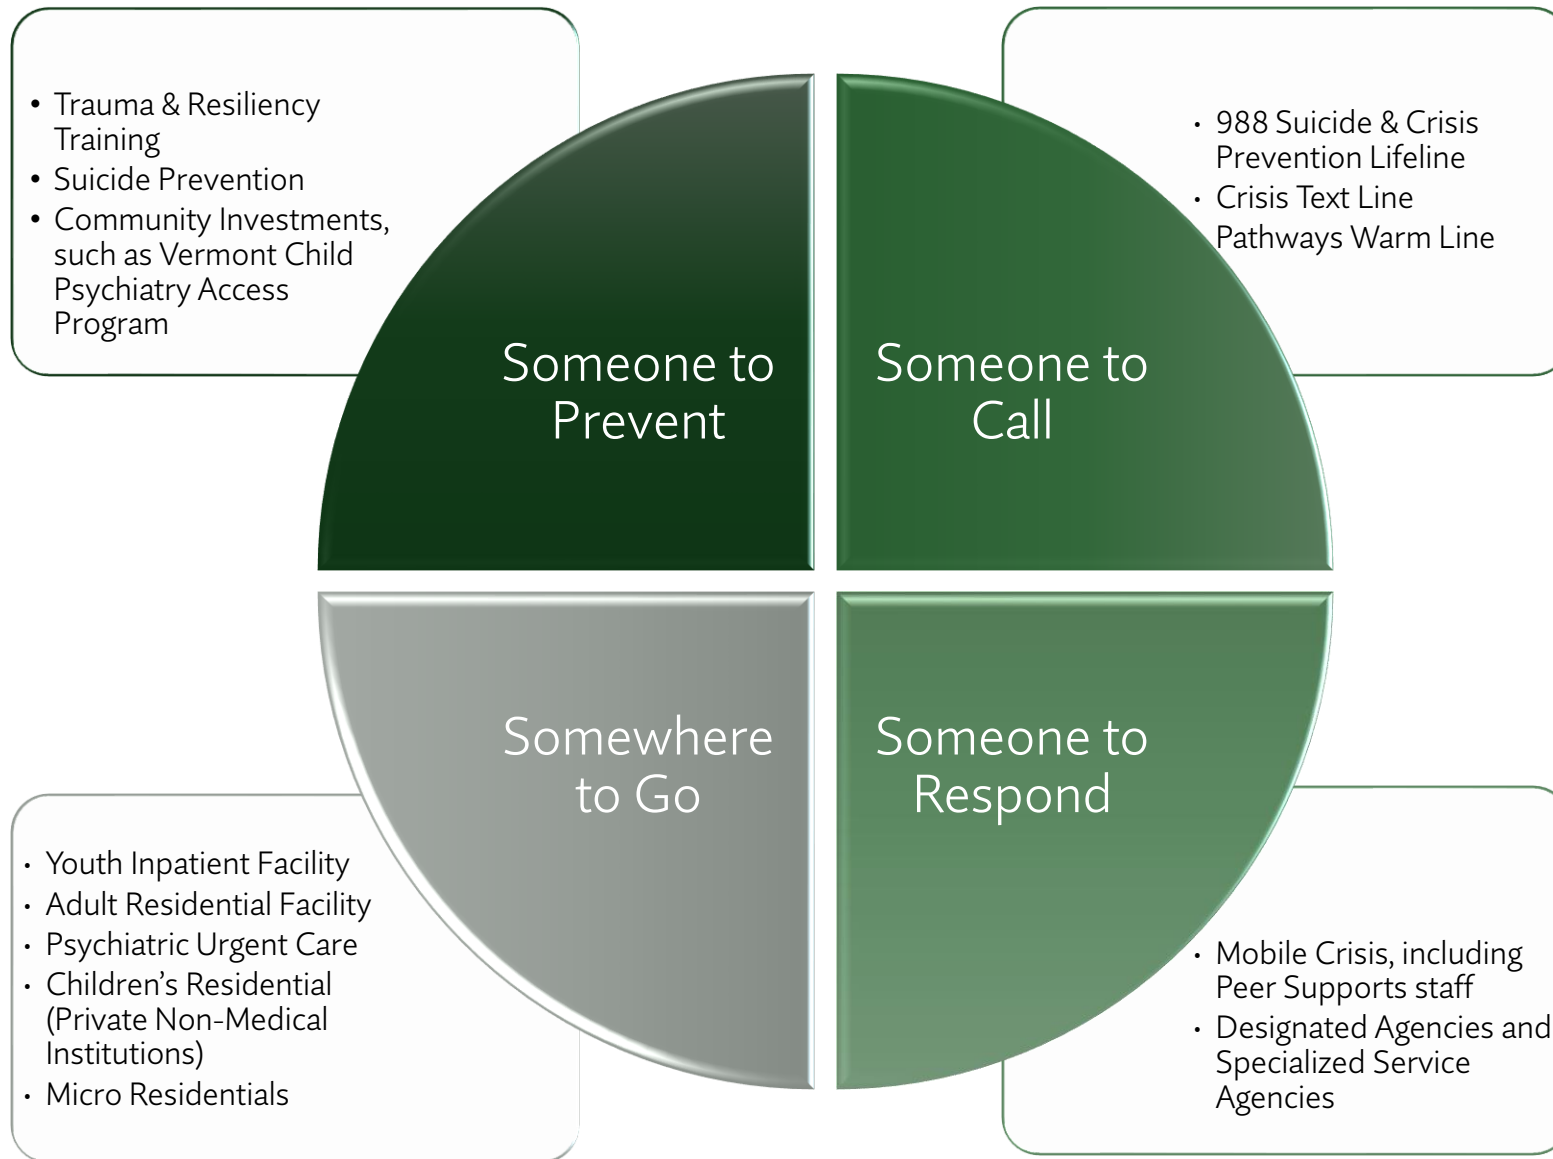 • Trauma & Resiliency
Training
• Suicide Prevention
• Community Investments,
such as Vermont Child
Psychiatry Access
Program
Someone to
Prevent
Someone to
Call
• 988 Suicide & Crisis
Prevention Lifeline
• Crisis Text Line
Pathways Warm Line
Somewhere
to Go
Someone to
Respond
• Youth Inpatient Facility
• Adult Residential Facility
• Psychiatric Urgent Care
• Children’s Residential
(Private Non-Medical
Institutions)
• Micro Residentials
• Mobile Crisis, including
Peer Supports staff
• Designated Agencies and
Specialized Service
Agencies